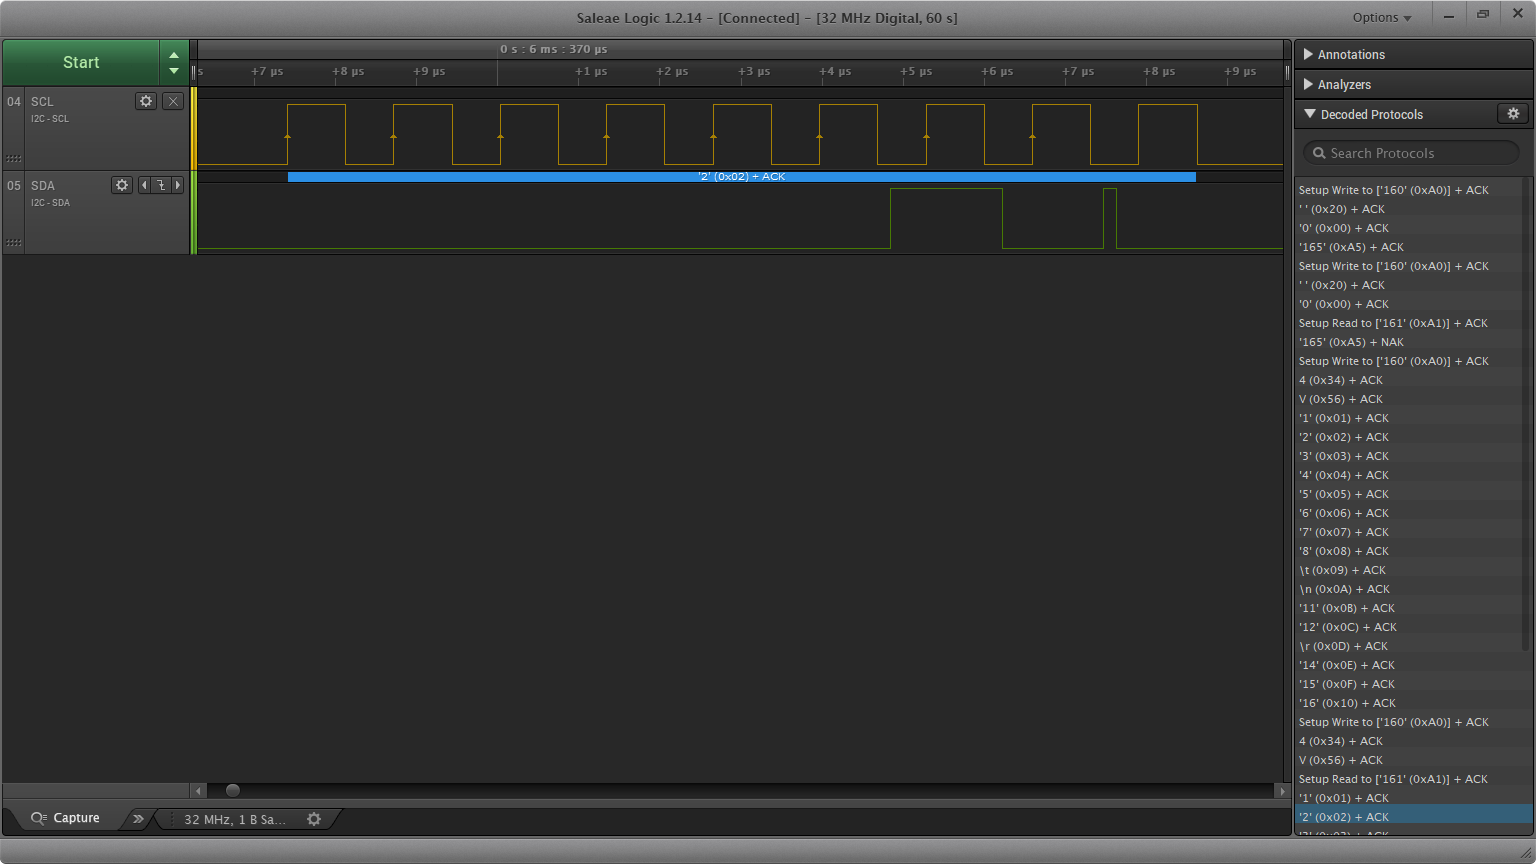 Saleae Logic 1.2.14 - [Connected] - [32 MHz Digital, 60 s]
Options
Start
0 s : 6 ms : 370 µs
s +7 µs +8 µs +9 µs +1 µs +2 µs +3 µs +4 µs +5 µs +6 µs +7 µs +8 µs +9 µs
04 SCL
I2C - SCL
05 SDA
I2C - SDA
'2' (0x02) + ACK
Annotations
Analyzers
Decoded Protocols
Search Protocols
Setup Write to ['160' (0xA0)] + ACK
' ' (0x20) + ACK
'0' (0x00) + ACK
'165' (0xA5) + ACK
Setup Write to ['160' (0xA0)] + ACK
' ' (0x20) + ACK
'0' (0x00) + ACK
Setup Read to ['161' (0xA1)] + ACK
'165' (0xA5) + NAK
Setup Write to ['160' (0xA0)] + ACK
4 (0x34) + ACK
V (0x56) + ACK
'1' (0x01) + ACK
'2' (0x02) + ACK
'3' (0x03) + ACK
'4' (0x04) + ACK
'5' (0x05) + ACK
'6' (0x06) + ACK
'7' (0x07) + ACK
'8' (0x08) + ACK
\t (0x09) + ACK
\n (0x0A) + ACK
'11' (0x0B) + ACK
'12' (0x0C) + ACK
\r (0x0D) + ACK
'14' (0x0E) + ACK
'15' (0x0F) + ACK
'16' (0x10) + ACK
Setup Write to ['160' (0xA0)] + ACK
4 (0x34) + ACK
V (0x56) + ACK
Setup Read to ['161' (0xA1)] + ACK
'1' (0x01) + ACK
'2' (0x02) + ACK
Capture
32 MHz, 1 B Sa...